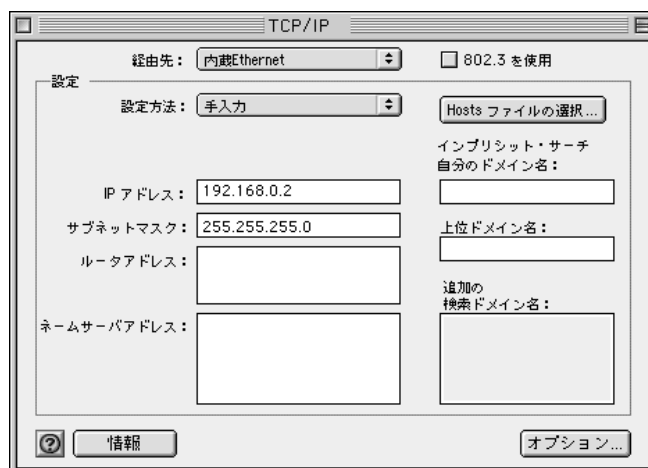 TCP/IP
経由先： 内蔵Ethernet
802.3 を使用
設定
設定方法： 手入力
Hosts ファイルの選択...
インプリシット・サーチ
自分のドメイン名：
IP アドレス： 192.168.0.2
サブネットマスク： 255.255.255.0
上位ドメイン名：
ルータアドレス：
追加の
検索ドメイン名：
ネームサーバアドレス：
?
情報
オプション...